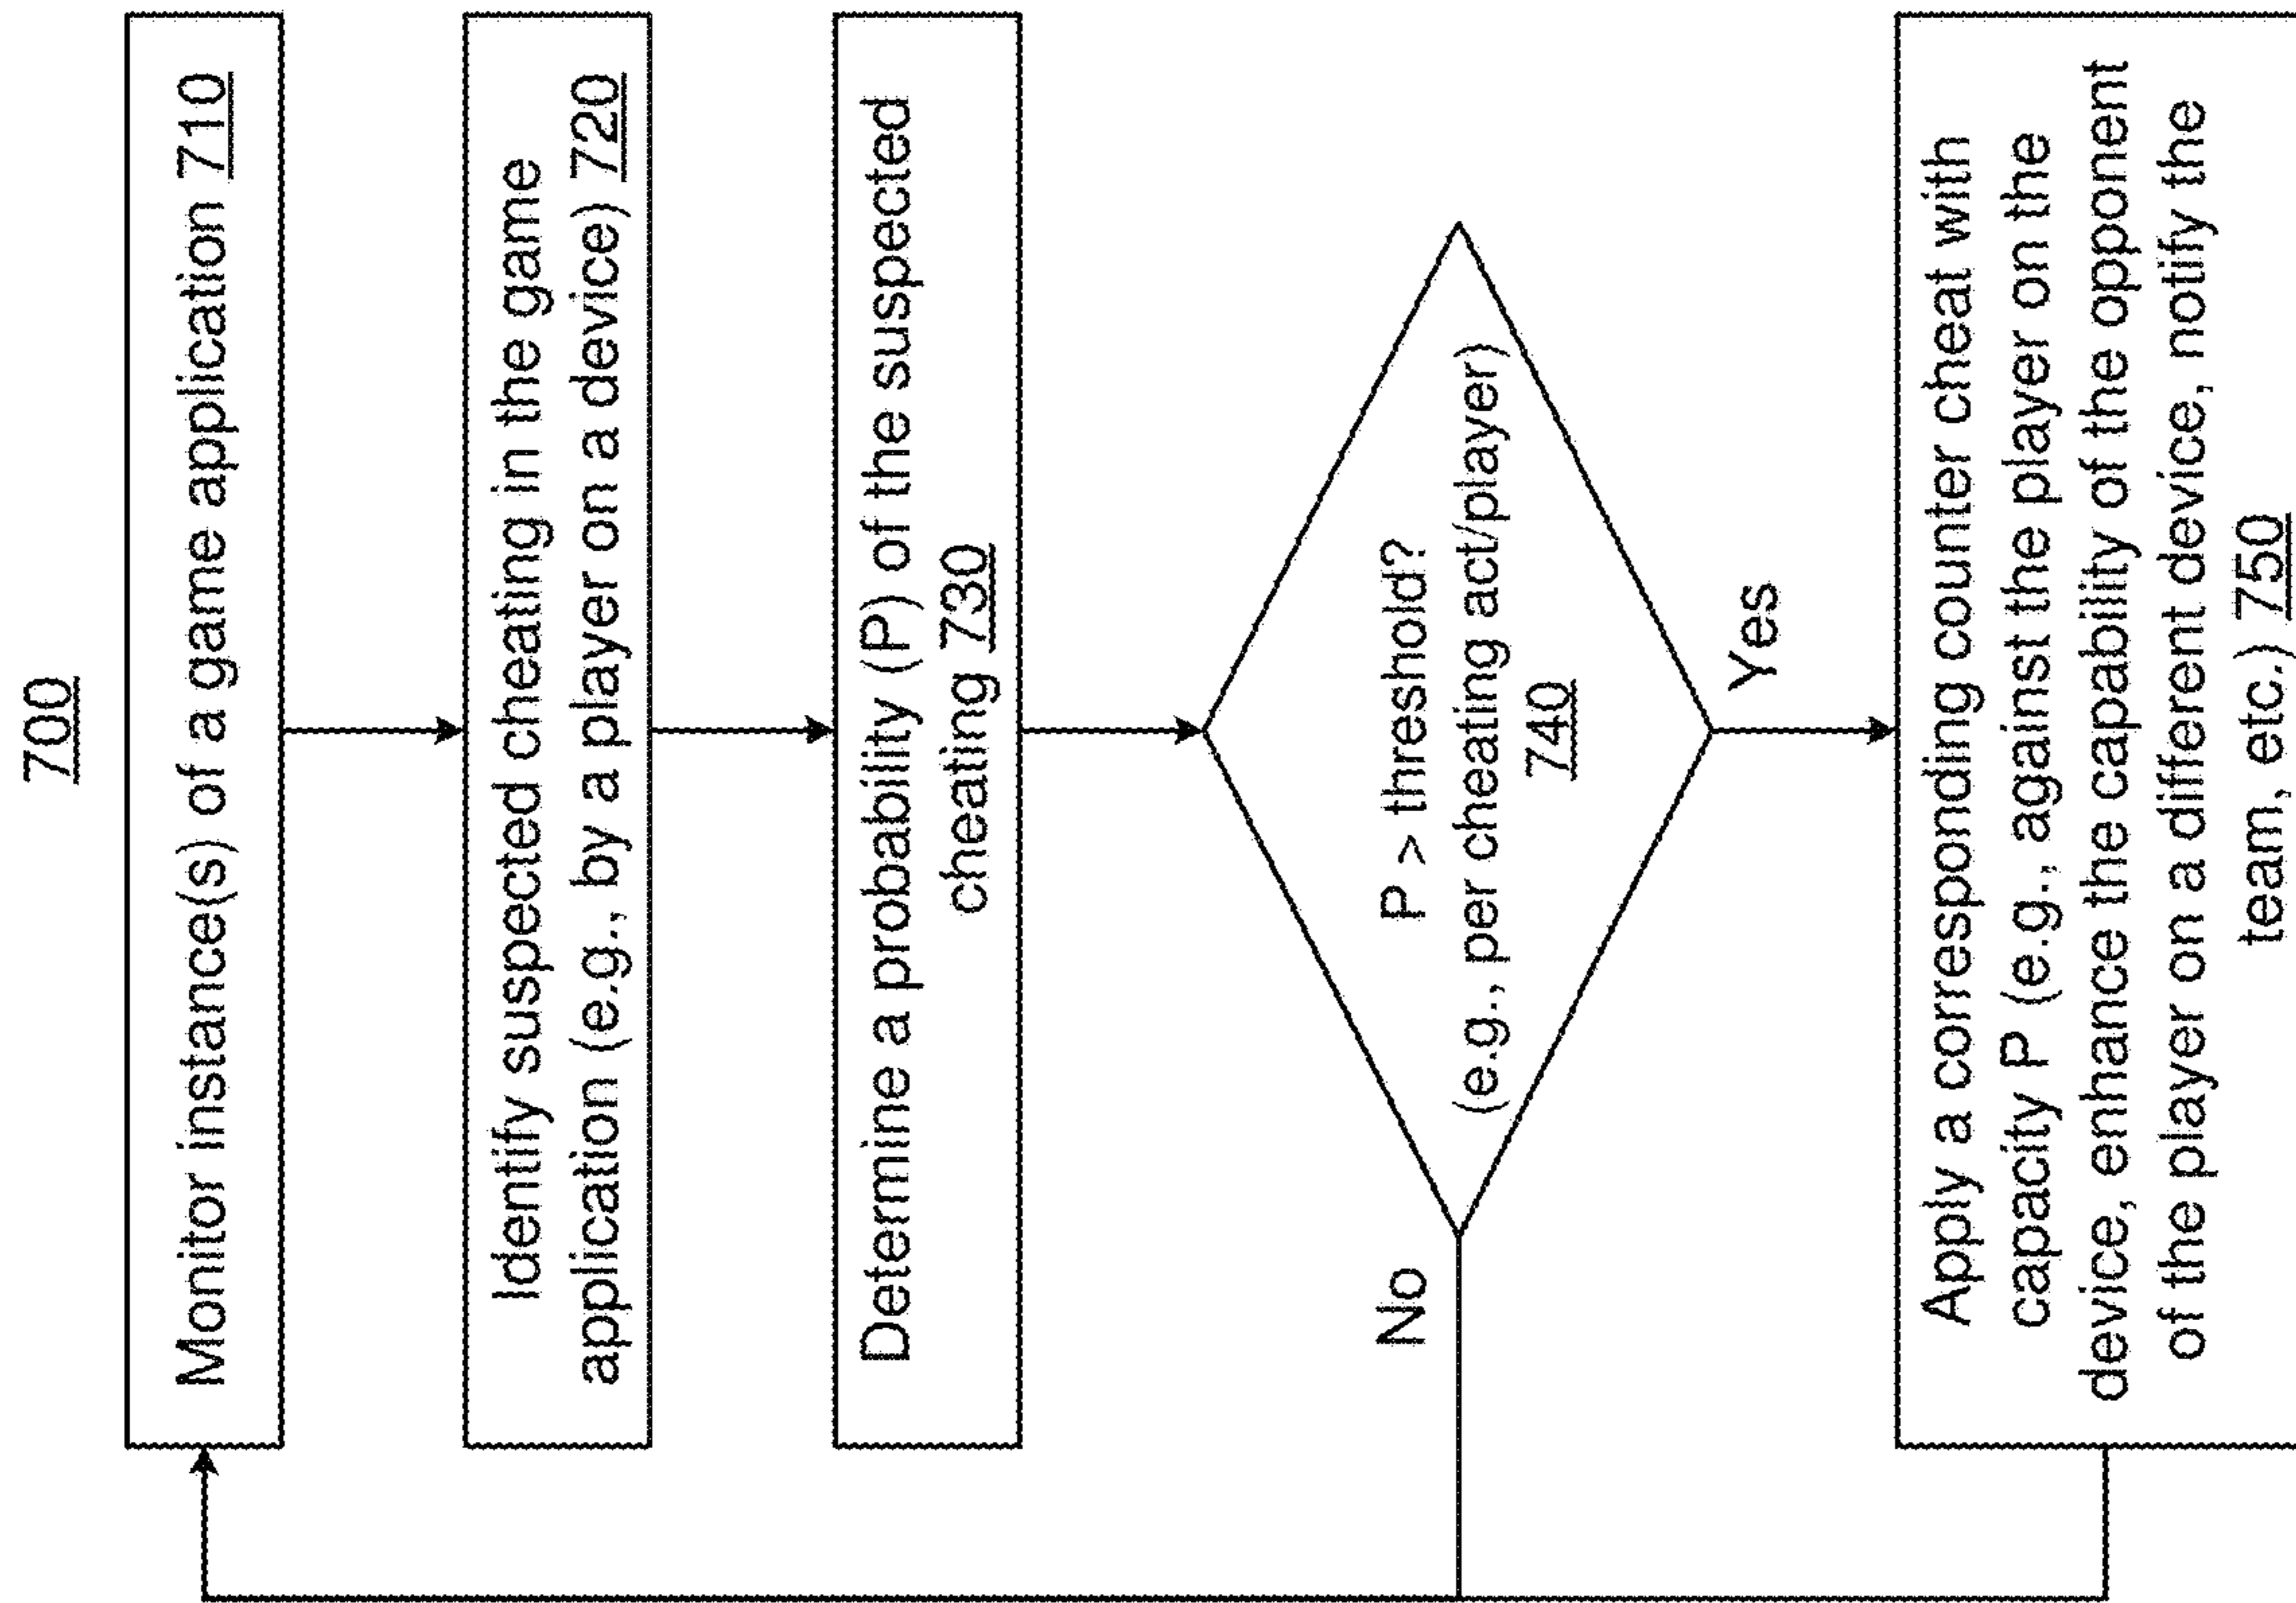 700
Monitor instance(s) of a game application 710
Identify suspected cheating in the game
application (e.g., by a player on a device) 720
Determine a probability (P) of the suspected
cheating 730
P > threshold?
(e.g., per cheating act/player)
740
No
Yes
Apply a corresponding counter cheat with
capacity P (e.g., against the player on the
device, enhance the capability of the opponent
of the player on a different device, notify the
team, etc.) 750